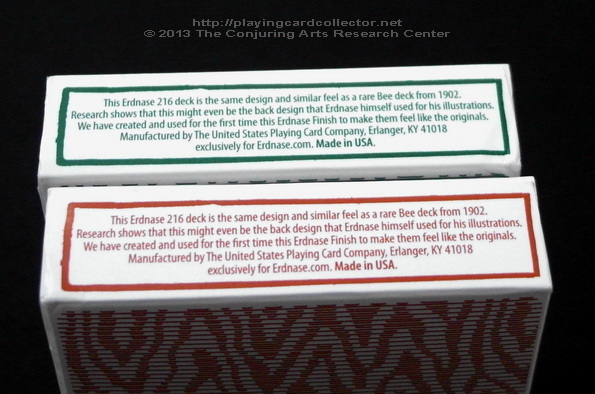 http://playingcardcollector.net
© 2013 The Conjuring Arts Research Center
This Erdnase 216 deck is the same design and similar feel as a rare Bee deck from 1902.
Research shows that this might even be the back design that Erdnase himself used for his illustrations.
We have created and used for the first time this Erdnase Finish to make them feel like the originals.
Manufactured by The United States Playing Card Company, Erlanger, KY 41018
exclusively for Erdnase.com. Made in USA.
This Erdnase 216 deck is the same design and similar feel as a rare Bee deck from 1902.
Research shows that this might even be the back design that Erdnase himself used for his illustrations.
We have created and used for the first time this Erdnase Finish to make them feel like the originals.
Manufactured by The United States Playing Card Company, Erlanger, KY 41018
exclusively for Erdnase.com. Made in USA.